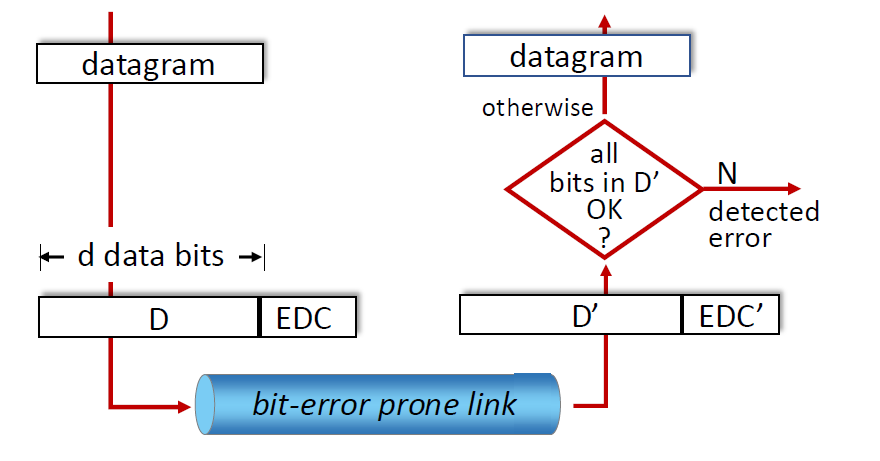 datagram
d data bits
D
EDC
bit-error prone link
datagram
otherwise
all
bits in D’
OK
?
N
detected
error
D’
EDC’